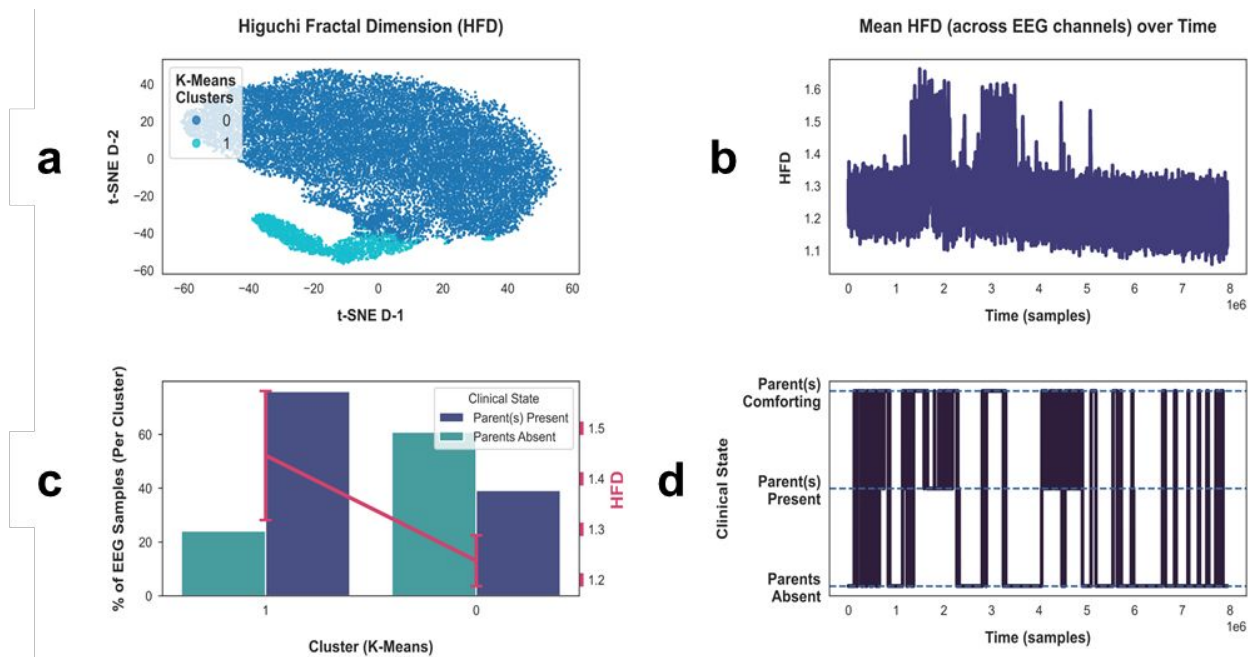 Higuchi Fractal Dimension (HFD)
a
t-SNE D-2
40
20
0
−20
−40
−60
K-Means
Clusters
0
1
−60
−40
−20
0
20
40
60
t-SNE D-1
Mean HFD (across EEG channels) over Time
b
HFD
1.6
1.5
1.4
1.3
1.2
1.1
0
1
2
3
4
5
6
7
8
1e6
Time (samples)
c
% of EEG Samples (Per Cluster)
60
40
20
0
Clinical State
Parent(s) Present
Parents Absent
1.5
1.4
1.3
1.2
HFD
1
0
Cluster (K-Means)
d
Clinical State
Parent(s)
Comforting
Parent(s)
Present
Parents
Absent
0
1
2
3
4
5
6
7
8
1e6
Time (samples)